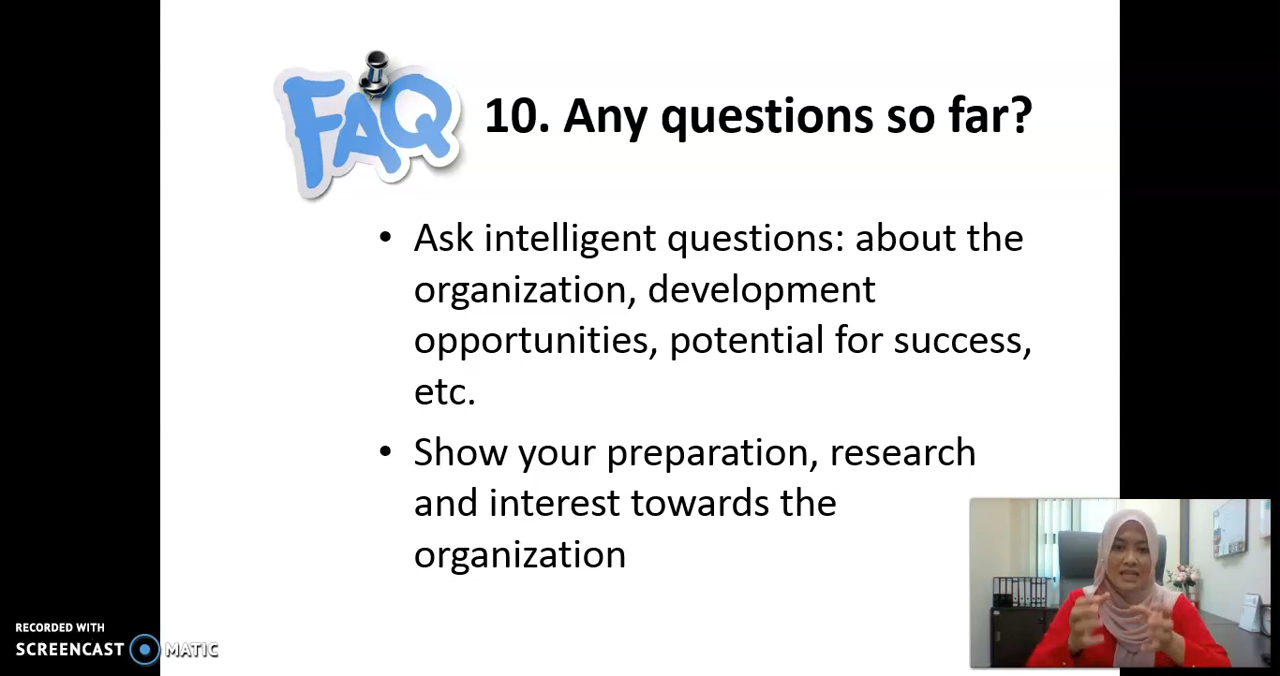 FAQ
10. Any questions so far?
• Ask intelligent questions: about the
organization, development
opportunities, potential for success,
etc.
• Show your preparation, research
and interest towards the
organization
RECORDED WITH
SCREENCAST MATIC